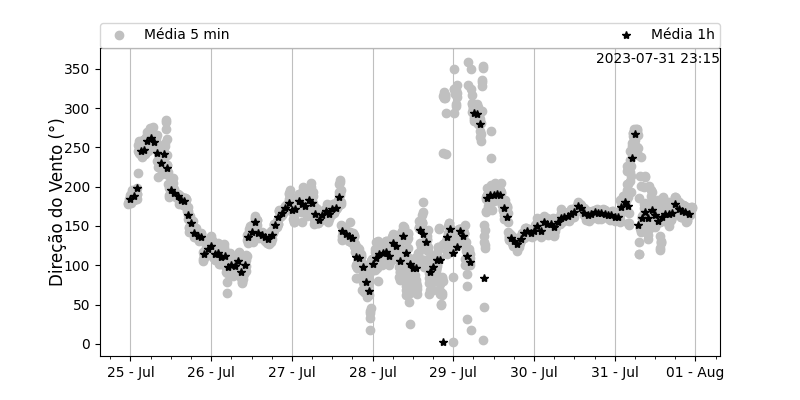 Média 5 min
Média 1h
2023-07-31 23:15
Direção do Vento (°)
350
300
250
200
150
100
50
0
25 - Jul
26 - Jul
27 - Jul
28 - Jul
29 - Jul
30 - Jul
31 - Jul
01 - Aug